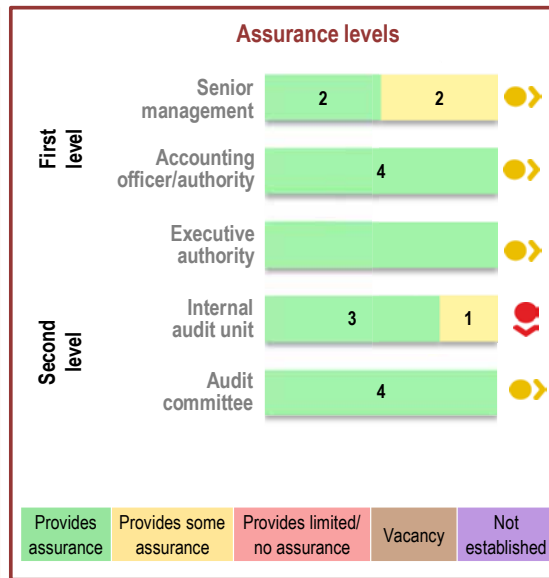 Assurance levels
First
level
Senior
management
2
2
Accounting
officer/authority
4
Executive
authority
Second
level
Internal
audit unit
3
1
Audit
committee
4
Provides
assurance
Provides some
assurance
Provides limited/
no assurance
Vacancy
Not
established